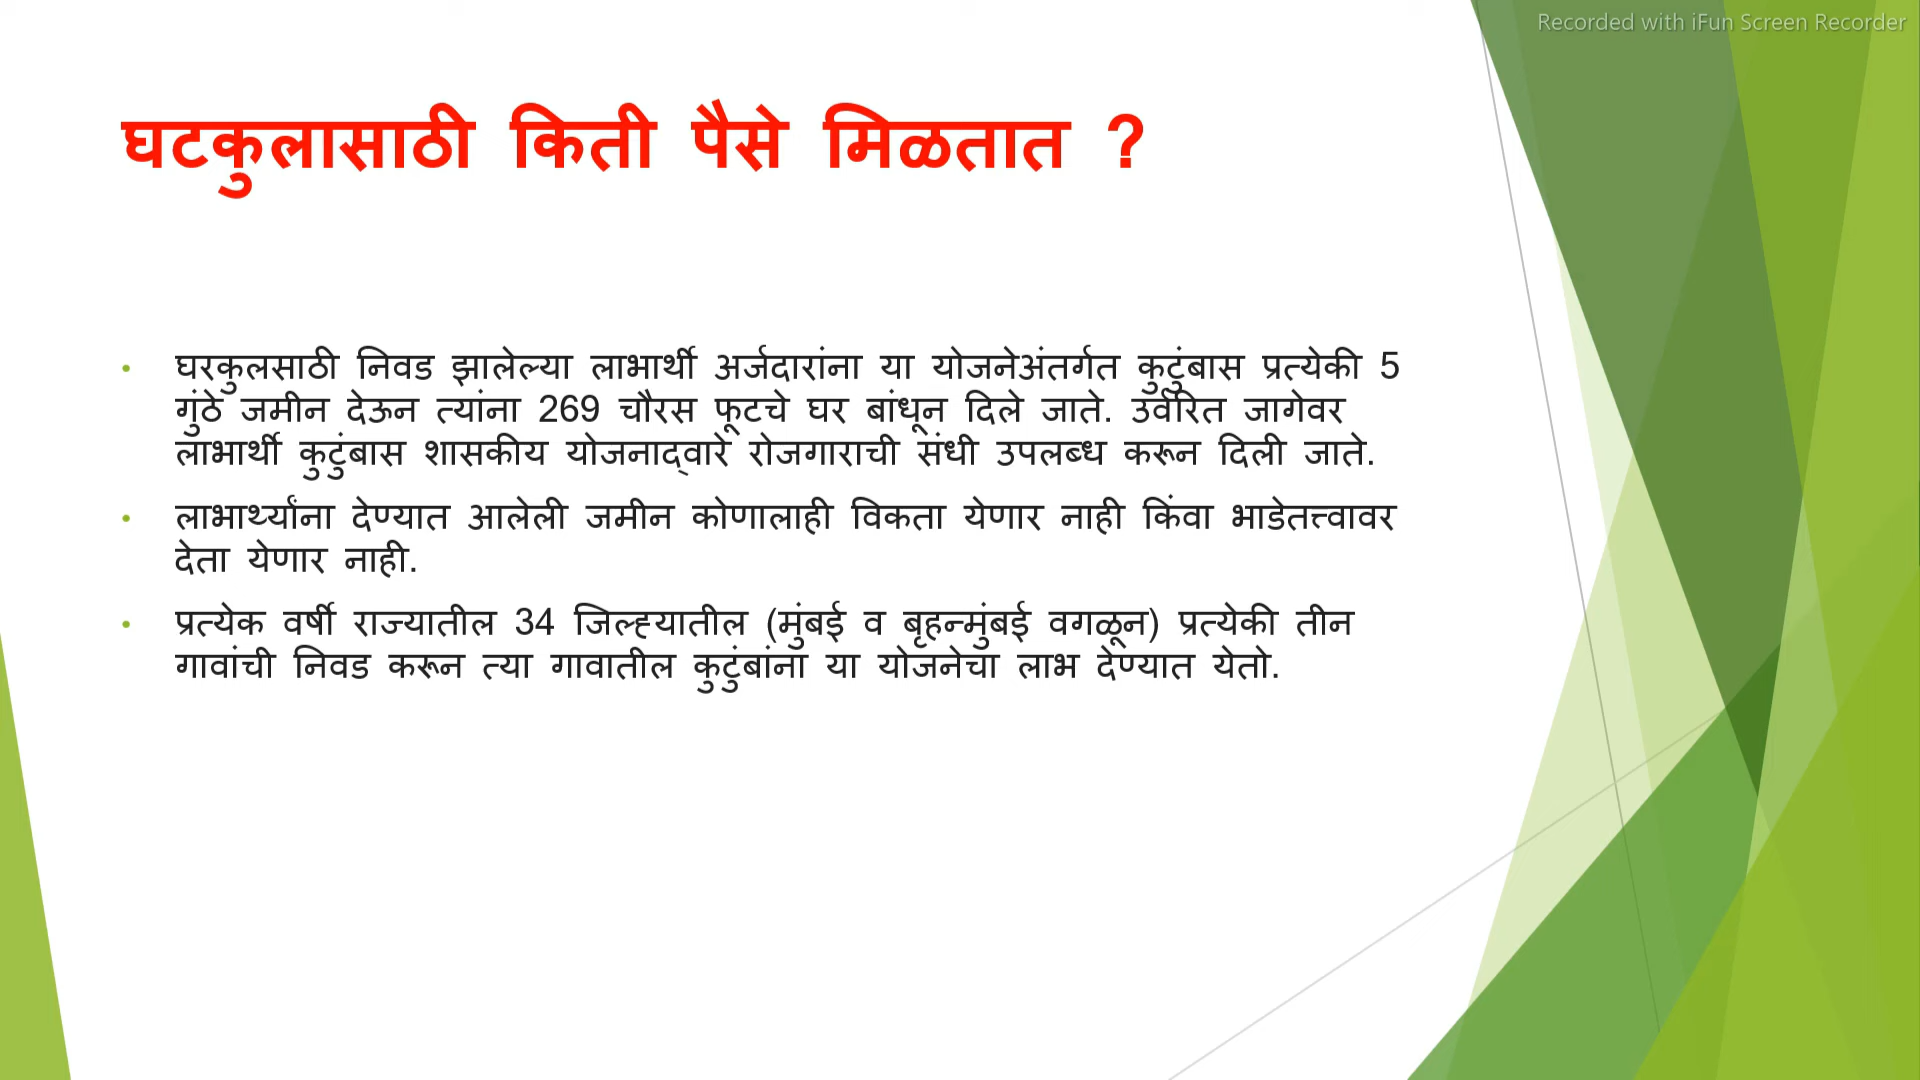 Recorded with iFun Screen Recorder
घटकुलासाठी किती पैसे मिळतात ?
• घरकुलसाठी निवड झालेल्या लाभार्थी अर्जदारांना या योजनेअंतर्गत कुटुंबास प्रत्येकी 5
गुंठे जमीन देऊन त्यांना 269 चौरस फूटचे घर बांधून दिले जाते. उर्वरित जागेवर
लाभार्थी कुटुंबास शासकीय योजनाद्वारे रोजगाराची संधी उपलब्ध करून दिली जाते.
• लाभार्थ्यांना देण्यात आलेली जमीन कोणालाही विकता येणार नाही किंवा भाडेतत्त्वावर
देता येणार नाही.
• प्रत्येक वर्षी राज्यातील 34 जिल्ह्यातील (मुंबई व बृहन्मुंबई वगळून) प्रत्येकी तीन
गावांची निवड करून त्या गावातील कुटुंबांना या योजनेचा लाभ देण्यात येतो.